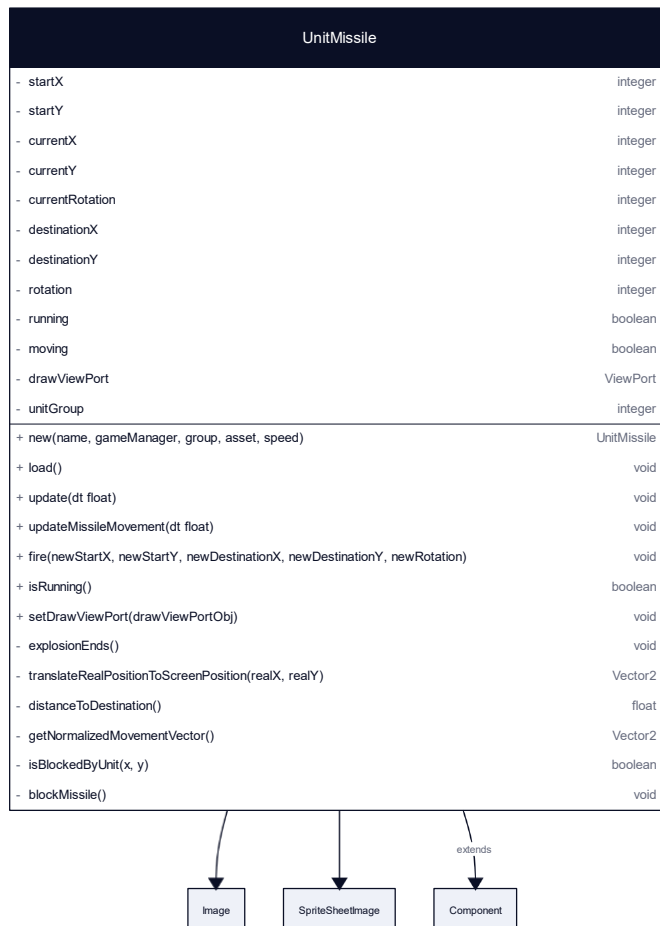 UnitMissile
- startX integer
- startY integer
- currentX integer
- currentY integer
- currentRotation integer
- destinationX integer
- destinationY integer
- rotation integer
- running boolean
- moving boolean
- drawViewPort ViewPort
- unitGroup integer
+ new(name, gameManager, group, asset, speed) UnitMissile
+ load() void
+ update(dt float) void
+ updateMissileMovement(dt float) void
+ fire(newStartX, newStartY, newDestinationX, newDestinationY, newRotation) void
+ isRunning() boolean
+ setDrawViewPort(drawViewPortObj) void
- explosionEnds() void
- translateRealPositionToScreenPosition(realX, realY) Vector2
- distanceToDestination() float
- getNormalizedMovementVector() Vector2
- isBlockedByUnit(x, y) boolean
- blockMissile() void
extends
Image SpriteSheetImage Component